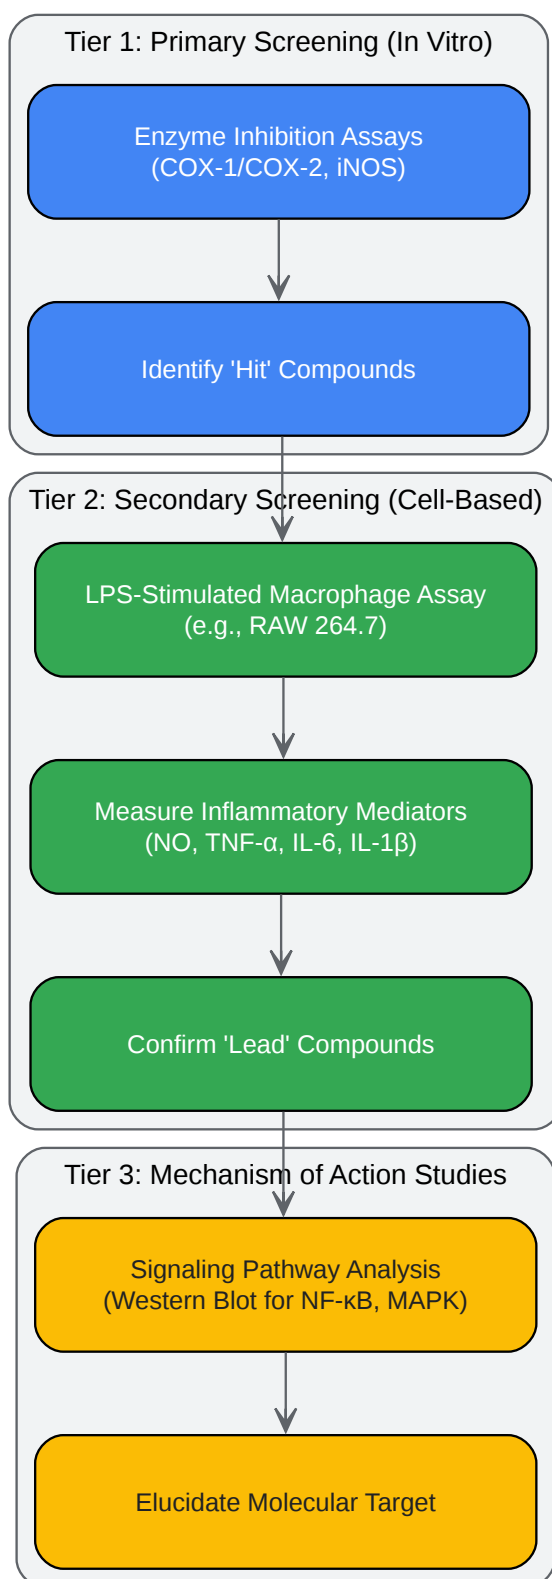 Tier 1: Primary Screening (In Vitro)
Enzyme Inhibition Assays
(COX-1/COX-2, iNOS)
Identify 'Hit' Compounds
Tier 2: Secondary Screening (Cell-Based)
LPS-Stimulated Macrophage Assay
(e.g., RAW 264.7)
Measure Inflammatory Mediators
(NO, TNF-α, IL-6, IL-1β)
Confirm 'Lead' Compounds
Tier 3: Mechanism of Action Studies
Signaling Pathway Analysis
(Western Blot for NF-κB, MAPK)
Elucidate Molecular Target